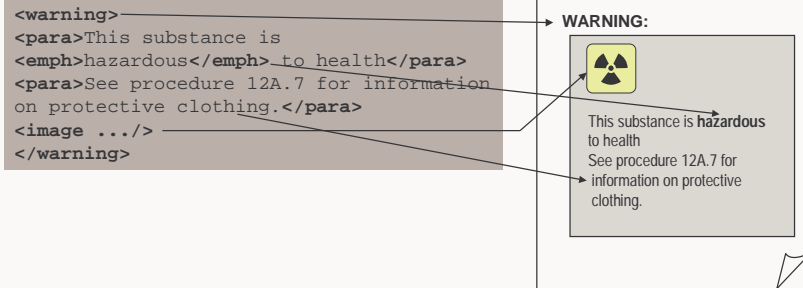 <warning>
<para>This substance is
<emph>hazardous</emph> to health</para>
<para>See procedure 12A.7 for information
on protective clothing.</para>
<image .../>
</warning>
WARNING:
This substance is hazardous
to health
See procedure 12A.7 for
information on protective
clothing.